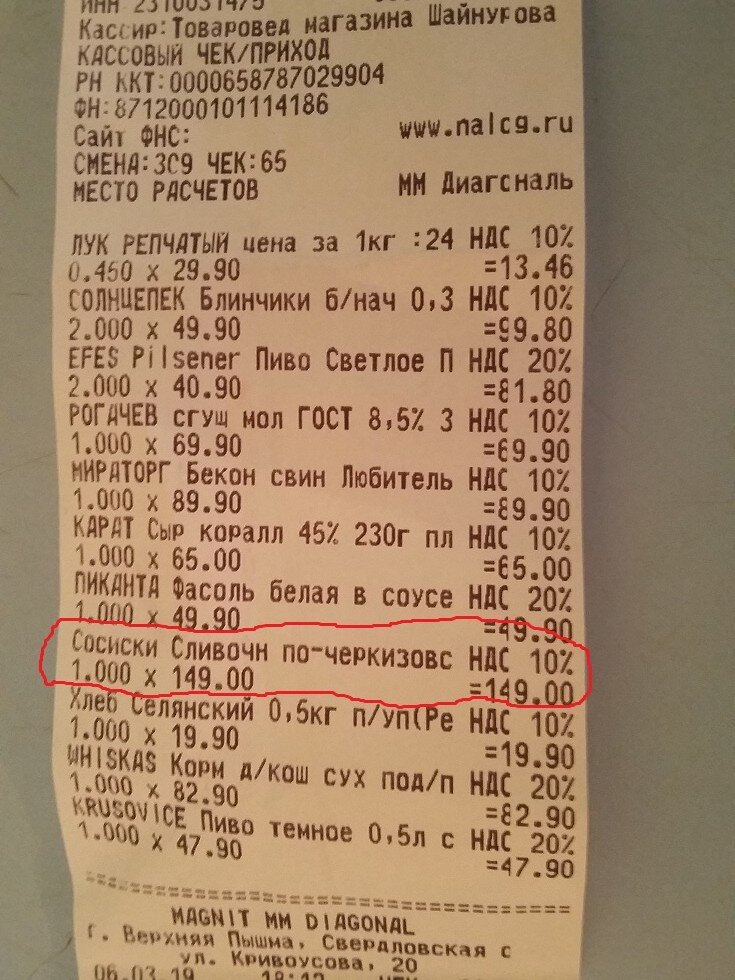 ИНН 2310031475
Кассир:Товаровед магазина Шайнурова
КАССОВЫЙ ЧЕК/ПРИХОД
РН ККТ:0000658787029904
ФН:8712000101114186
Сайт ФНС: www.nalog.ru
СМЕНА:309 ЧЕК:65
МЕСТО РАСЧЕТОВ ММ Диагональ
ЛУК РЕПЧАТЫЙ цена за 1кг :24 НДС 10%
0.450 x 29.90 =13.46
СОЛНЦЕПЕК Блинчики б/нач 0,3 НДС 10%
2.000 x 49.90 =99.80
EFES Pilsener Пиво Светлое П НДС 20%
2.000 x 40.90 =81.80
РОГАЧЕВ сгущ мол ГОСТ 8,5% 3 НДС 10%
1.000 x 69.90 =69.90
МИРАТОРГ Бекон свин Любитель НДС 10%
1.000 x 89.90 =89.90
КАРАТ Сыр коралл 45% 230г пл НДС 10%
1.000 x 65.00 =65.00
ПИКАНТА Фасоль белая в соусе НДС 20%
1.000 x 49.90 =49.90
Сосиски Сливочн по-черкизовс НДС 10%
1.000 x 149.00 =149.00
Хлеб Селянский 0,5кг п/уп(Ре НДС 10%
1.000 x 19.90 =19.90
WHISKAS Корм д/кош сух под/п НДС 20%
1.000 x 82.90 =82.90
KRUSOVICE Пиво темное 0,5л с НДС 20%
1.000 x 47.90 =47.90
MAGNIT MM DIAGONAL
г. Верхняя Пышма, Свердловская с
ул. Кривоусова, 20
06.03.19